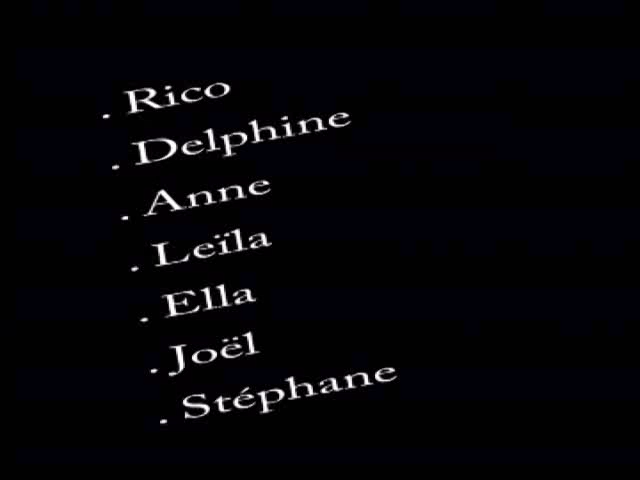 . Rico
. Delphine
. Anne
. Leïla
. Ella
. Joël
. Stéphane